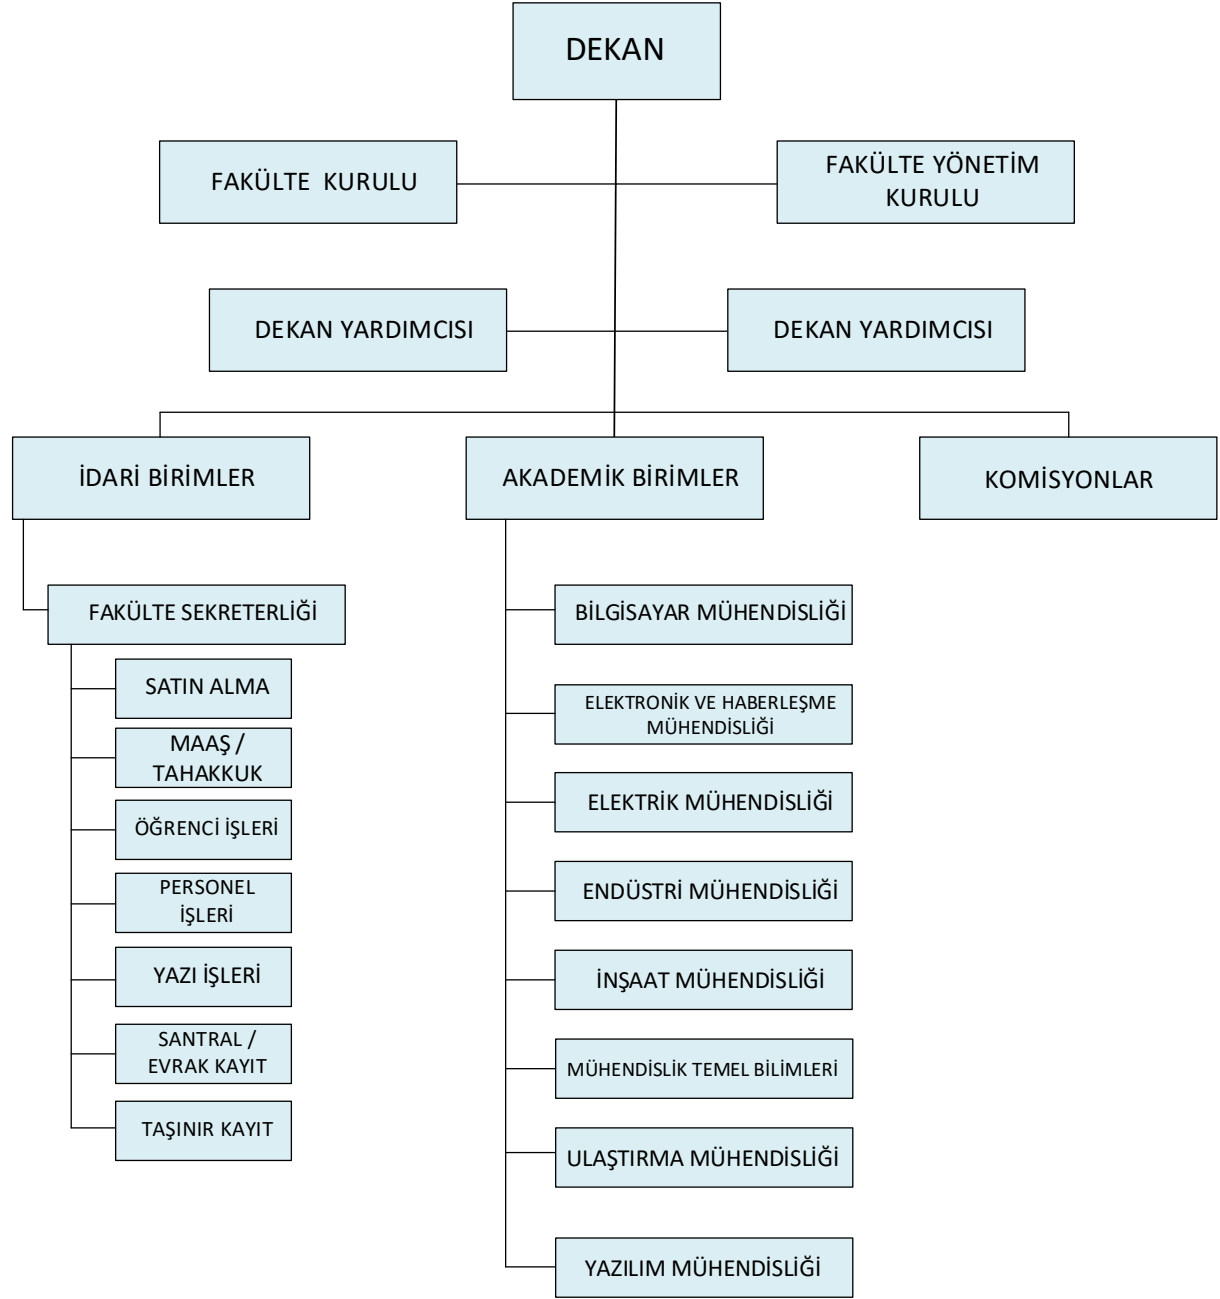 DEKAN
FAKÜLTE KURULU
FAKÜLTE YÖNETİM
KURULU
DEKAN YARDIMCISI
DEKAN YARDIMCISI
İDARİ BİRİMLER
AKADEMİK BİRİMLER
KOMİSYONLAR
FAKÜLTE SEKRETERLİĞİ
SATIN ALMA
MAAŞ /
TAHAKKUK
ÖĞRENCİ İŞLERİ
PERSONEL
İŞLERİ
YAZI İŞLERİ
SANTRAL /
EVRAK KAYIT
TAŞINIR KAYIT
BİLGİSAYAR MÜHENDİSLİĞİ
ELEKTRONİK VE HABERLEŞME
MÜHENDİSLİĞİ
ELEKTRİK MÜHENDİSLİĞİ
ENDÜSTRİ MÜHENDİSLİĞİ
İNŞAAT MÜHENDİSLİĞİ
MÜHENDİSLİK TEMEL BİLİMLERİ
ULAŞTIRMA MÜHENDİSLİĞİ
YAZILIM MÜHENDİSLİĞİ